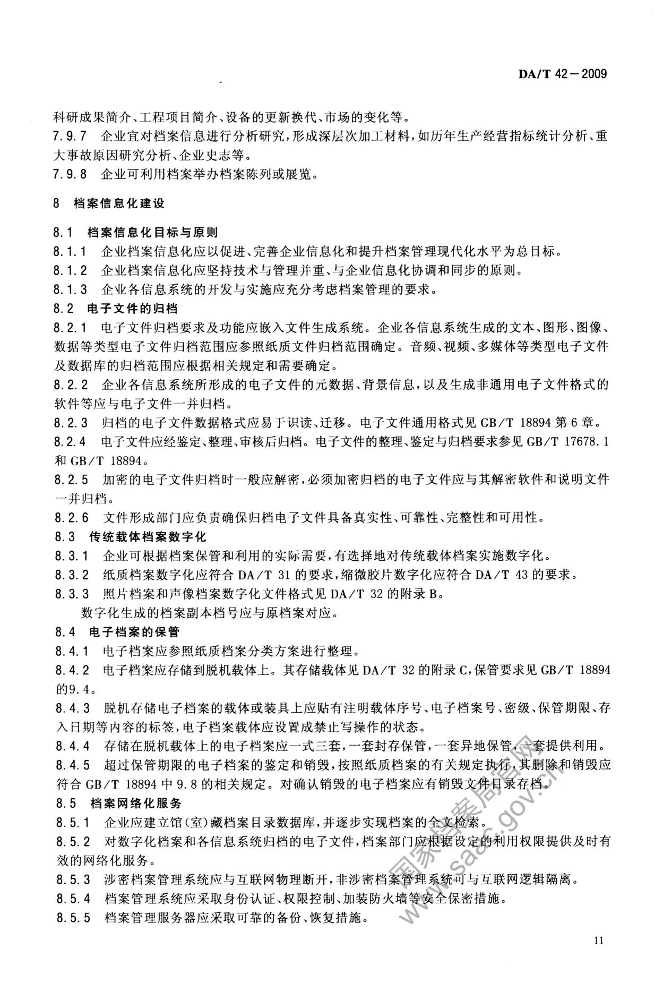 DA/T 42－2009
科研成果简介、工程项目简介、设备的更新换代、市场的变化等。
7.9.7 企业宜对档案信息进行分析研究,形成深层次加工材料,如历年生产经营指标统计分析、重
大事故原因研究分析、企业史志等。
7.9.8 企业可利用档案举办档案陈列或展览。
8 档案信息化建设
8.1 档案信息化目标与原则
8.1.1 企业档案信息化应以促进、完善企业信息化和提升档案管理现代化水平为总目标。
8.1.2 企业档案信息化应坚持技术与管理并重、与企业信息化协调和同步的原则。
8.1.3 企业各信息系统的开发与实施应充分考虑档案管理的要求。
8.2 电子文件的归档
8.2.1 电子文件归档要求及功能应嵌入文件生成系统。企业各信息系统生成的文本、图形、图像、
数据等类型电子文件归档范围应参照纸质文件归档范围确定。音频、视频、多媒体等类型电子文件
及数据库的归档范围应根据相关规定和需要确定。
8.2.2 企业各信息系统所形成的电子文件的元数据、背景信息,以及生成非通用电子文件格式的
软件等应与电子文件一并归档。
8.2.3 归档的电子文件数据格式应易于识读、迁移。电子文件通用格式见 GB/T 18894 第 6 章。
8.2.4 电子文件应经鉴定、整理、审核后归档。电子文件的整理、鉴定与归档要求参见 GB/T 17678.1
和 GB/T 18894。
8.2.5 加密的电子文件归档时一般应解密,必须加密归档的电子文件应与其解密软件和说明文件
一并归档。
8.2.6 文件形成部门应负责确保归档电子文件具备真实性、可靠性、完整性和可用性。
8.3 传统载体档案数字化
8.3.1 企业可根据档案保管和利用的实际需要,有选择地对传统载体档案实施数字化。
8.3.2 纸质档案数字化应符合 DA/T 31 的要求,缩微胶片数字化应符合 DA/T 43 的要求。
8.3.3 照片档案和声像档案数字化文件格式见 DA/T 32 的附录 B。
数字化生成的档案副本档号应与原档案对应。
8.4 电子档案的保管
8.4.1 电子档案应参照纸质档案分类方案进行整理。
8.4.2 电子档案应存储到脱机载体上。其存储载体见 DA/T 32 的附录 C,保管要求见 GB/T 18894
的9.4。
8.4.3 脱机存储电子档案的载体或装具上应贴有注明载体序号、电子档案号、密级、保管期限、存
入日期等内容的标签,电子档案载体应设置成禁止写操作的状态。
8.4.4 存储在脱机载体上的电子档案应一式三套,一套封存保管,一套异地保管,一套提供利用。
8.4.5 超过保管期限的电子档案的鉴定和销毁,按照纸质档案的有关规定执行,其删除和销毁应
符合 GB/T 18894 中 9.8 的相关规定。对确认销毁的电子档案应有销毁文件目录存档。
8.5 档案网络化服务
8.5.1 企业应建立馆(室)藏档案目录数据库,并逐步实现档案的全文检索。
8.5.2 对数字化档案和各信息系统归档的电子文件,档案部门应根据设定的利用权限提供及时有
效的网络化服务。
8.5.3 涉密档案管理系统应与互联网物理断开,非涉密档案管理系统可与互联网逻辑隔离。
8.5.4 档案管理系统应采取身份认证、权限控制、加装防火墙等安全保密措施。
8.5.5 档案管理服务器应采取可靠的备份、恢复措施。
国家档案局官网
www.saac.gov.cn
11